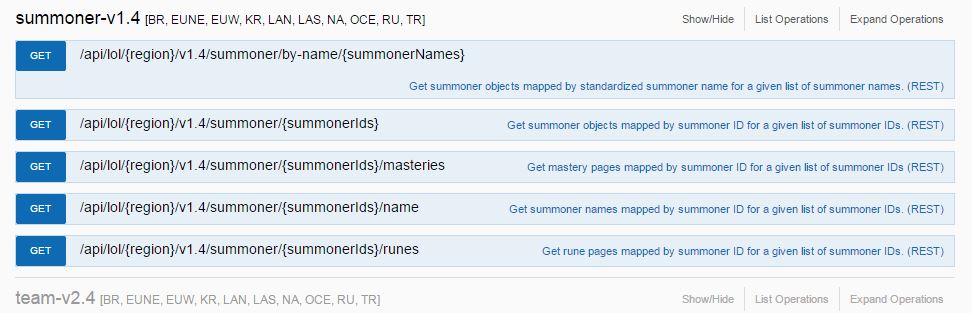 summoner-v1.4 [BR, EUNE, EUW, KR, LAN, LAS, NA, OCE, RU, TR] Show/Hide List Operations Expand Operations
GET /api/lol/{region}/v1.4/summoner/by-name/{summonerNames}
Get summoner objects mapped by standardized summoner name for a given list of summoner names. (REST)
GET /api/lol/{region}/v1.4/summoner/{summonerIds} Get summoner objects mapped by summoner ID for a given list of summoner IDs. (REST)
GET /api/lol/{region}/v1.4/summoner/{summonerIds}/masteries Get mastery pages mapped by summoner ID for a given list of summoner IDs (REST)
GET /api/lol/{region}/v1.4/summoner/{summonerIds}/name Get summoner names mapped by summoner ID for a given list of summoner IDs. (REST)
GET /api/lol/{region}/v1.4/summoner/{summonerIds}/runes Get rune pages mapped by summoner ID for a given list of summoner IDs. (REST)
team-v2.4 [BR, EUNE, EUW, KR, LAN, LAS, NA, OCE, RU, TR] Show/Hide List Operations Expand Operations